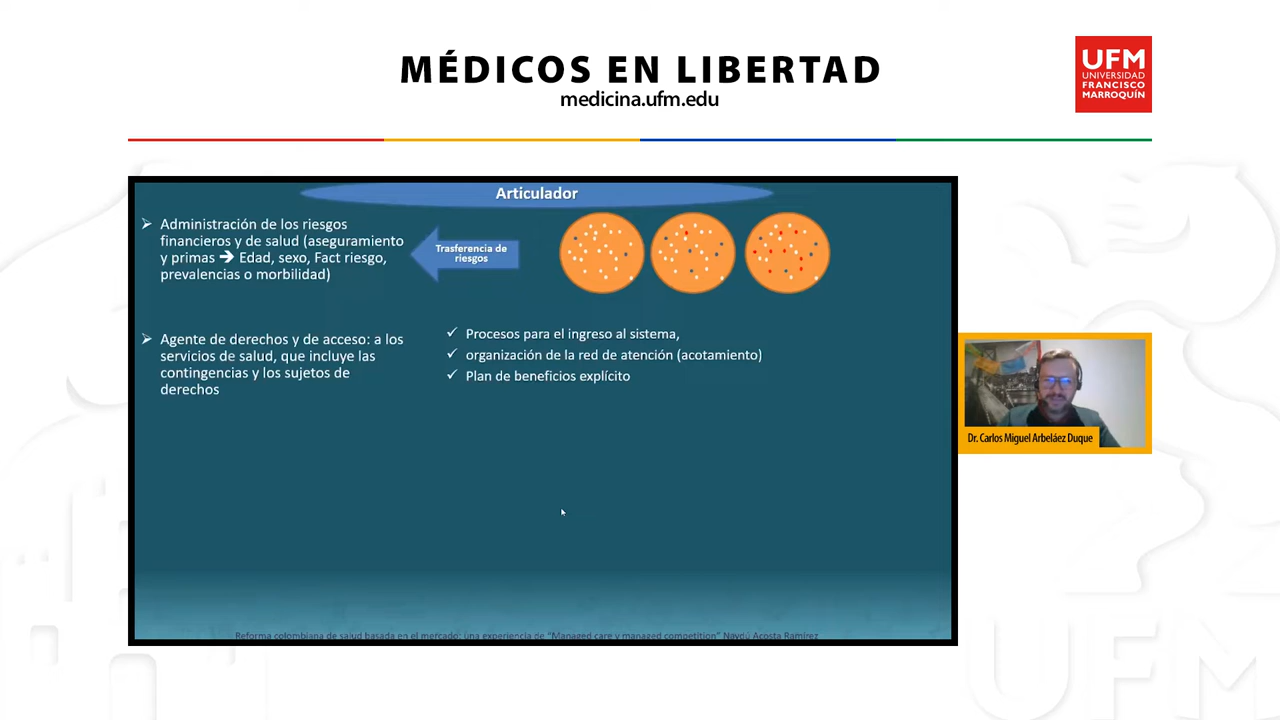 MÉDICOS EN LIBERTAD
medicina.ufm.edu
UFM
UNIVERSIDAD
FRANCISCO
MARROQUÍN
Articulador
Administración de los riesgos
financieros y de salud (aseguramiento
y primas ➔ Edad, sexo, Fact riesgo,
prevalencias o morbilidad)
Trasferencia de
riesgos
Agente de derechos y de acceso: a los
servicios de salud, que incluye las
contingencias y los sujetos de
derechos
Procesos para el ingreso al sistema,
organización de la red de atención (acotamiento)
Plan de beneficios explícito
Dr. Carlos Miguel Arbeláez Duque
Reforma colombiana de salud basada en el mercado: una experiencia de "Managed care y managed competition" Naydú Acosta Ramírez
UFM